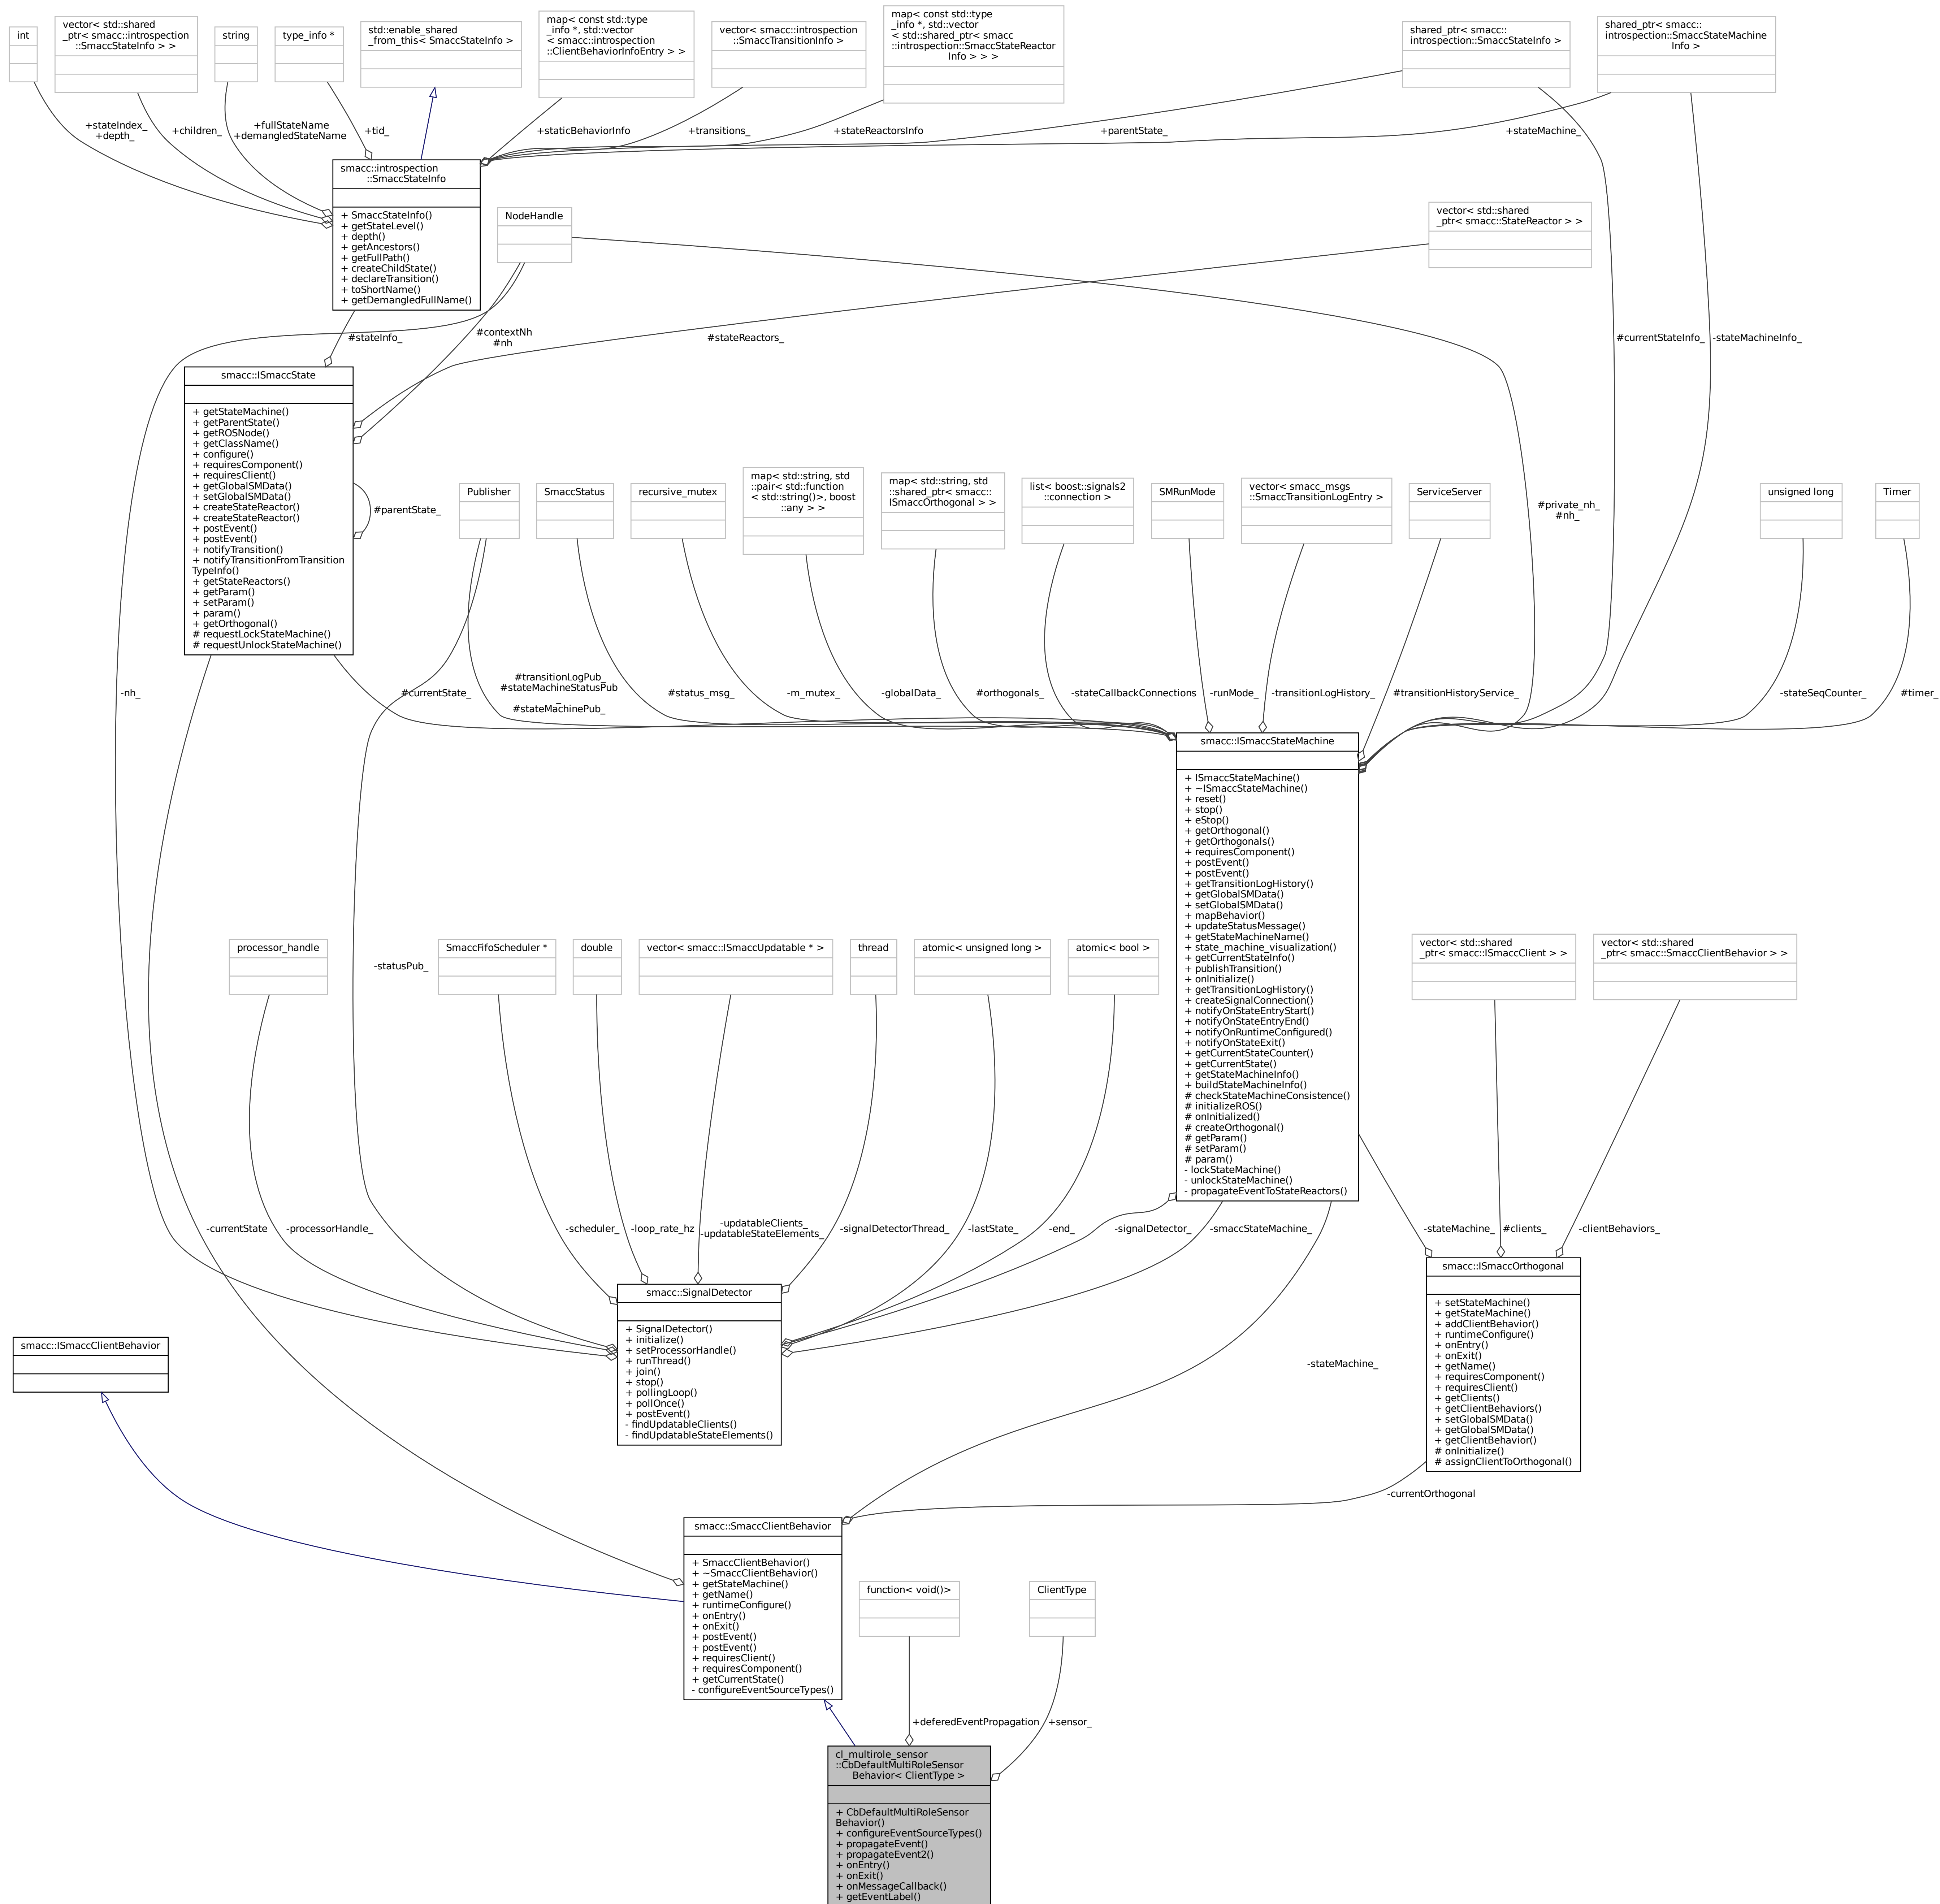 int
vector< std::shared
_ptr< smacc::introspection
::SmaccStateInfo > >
string
type_info *
std::enable_shared
_from_this< SmaccStateInfo >
map< const std::type
_info *, std::vector
< smacc::introspection
::ClientBehaviorInfoEntry > >
vector< smacc::introspection
::SmaccTransitionInfo >
map< const std::type
_info *, std::vector
< std::shared_ptr< smacc
::introspection::SmaccStateReactor
Info > > >
shared_ptr< smacc::
introspection::SmaccStateInfo >
shared_ptr< smacc::
introspection::SmaccStateMachine
Info >
+stateIndex_
+depth_
+children_
+fullStateName
+demangledStateName
+tid_
+staticBehaviorInfo
+transitions_
+stateReactorsInfo
+parentState_
+stateMachine_
smacc::introspection
::SmaccStateInfo
+ SmaccStateInfo()
+ getStateLevel()
+ depth()
+ getAncestors()
+ getFullPath()
+ createChildState()
+ declareTransition()
+ toShortName()
+ getDemangledFullName()
NodeHandle
vector< std::shared
_ptr< smacc::StateReactor > >
#stateInfo_
#contextNh
#nh
#stateReactors_
#currentStateInfo_
-stateMachineInfo_
smacc::ISmaccState
+ getStateMachine()
+ getParentState()
+ getROSNode()
+ getClassName()
+ configure()
+ requiresComponent()
+ requiresClient()
+ getGlobalSMData()
+ setGlobalSMData()
+ createStateReactor()
+ createStateReactor()
+ postEvent()
+ postEvent()
+ notifyTransition()
+ notifyTransitionFromTransition
TypeInfo()
+ getStateReactors()
+ getParam()
+ setParam()
+ param()
+ getOrthogonal()
# requestLockStateMachine()
# requestUnlockStateMachine()
#parentState_
Publisher
SmaccStatus
recursive_mutex
map< std::string, std
::pair< std::function
< std::string()>, boost
::any > >
map< std::string, std
::shared_ptr< smacc::
ISmaccOrthogonal > >
list< boost::signals2
::connection >
SMRunMode
vector< smacc_msgs
::SmaccTransitionLogEntry >
ServiceServer
#private_nh_
#nh_
unsigned long
Timer
-nh_
#currentState_
#transitionLogPub_
#stateMachineStatusPub
_
#stateMachinePub_
#status_msg_
-m_mutex_
-globalData_
#orthogonals_
-stateCallbackConnections
-runMode_
-transitionLogHistory_
#transitionHistoryService_
-stateSeqCounter_
#timer_
smacc::ISmaccStateMachine
+ ISmaccStateMachine()
+ ~ISmaccStateMachine()
+ reset()
+ stop()
+ eStop()
+ getOrthogonal()
+ getOrthogonals()
+ requiresComponent()
+ postEvent()
+ postEvent()
+ getTransitionLogHistory()
+ getGlobalSMData()
+ setGlobalSMData()
+ mapBehavior()
+ updateStatusMessage()
+ getStateMachineName()
+ state_machine_visualization()
+ getCurrentStateInfo()
+ publishTransition()
+ onInitialize()
+ getTransitionLogHistory()
+ createSignalConnection()
+ notifyOnStateEntryStart()
+ notifyOnStateEntryEnd()
+ notifyOnRuntimeConfigured()
+ notifyOnStateExit()
+ getCurrentStateCounter()
+ getCurrentState()
+ getStateMachineInfo()
+ buildStateMachineInfo()
# checkStateMachineConsistence()
# initializeROS()
# onInitialized()
# createOrthogonal()
# getParam()
# setParam()
# param()
- lockStateMachine()
- unlockStateMachine()
- propagateEventToStateReactors()
processor_handle
-statusPub_
SmaccFifoScheduler *
double
vector< smacc::ISmaccUpdatable * >
thread
atomic< unsigned long >
atomic< bool >
vector< std::shared
_ptr< smacc::ISmaccClient > >
vector< std::shared
_ptr< smacc::SmaccClientBehavior > >
-currentState
-processorHandle_
-scheduler_
-loop_rate_hz
-updatableClients_
-updatableStateElements_
-signalDetectorThread_
-lastState_
-end_
-signalDetector_
-smaccStateMachine_
-stateMachine_
#clients_
-clientBehaviors_
smacc::SignalDetector
+ SignalDetector()
+ initialize()
+ setProcessorHandle()
+ runThread()
+ join()
+ stop()
+ pollingLoop()
+ pollOnce()
+ postEvent()
- findUpdatableClients()
- findUpdatableStateElements()
smacc::ISmaccOrthogonal
+ setStateMachine()
+ getStateMachine()
+ addClientBehavior()
+ runtimeConfigure()
+ onEntry()
+ onExit()
+ getName()
+ requiresComponent()
+ requiresClient()
+ getClients()
+ getClientBehaviors()
+ setGlobalSMData()
+ getGlobalSMData()
+ getClientBehavior()
# onInitialize()
# assignClientToOrthogonal()
smacc::ISmaccClientBehavior
-stateMachine_
-currentOrthogonal
smacc::SmaccClientBehavior
+ SmaccClientBehavior()
+ ~SmaccClientBehavior()
+ getStateMachine()
+ getName()
+ runtimeConfigure()
+ onEntry()
+ onExit()
+ postEvent()
+ postEvent()
+ requiresClient()
+ requiresComponent()
+ getCurrentState()
- configureEventSourceTypes()
function< void()>
ClientType
+deferedEventPropagation
+sensor_
cl_multirole_sensor
::CbDefaultMultiRoleSensor
Behavior< ClientType >
+ CbDefaultMultiRoleSensor
Behavior()
+ configureEventSourceTypes()
+ propagateEvent()
+ propagateEvent2()
+ onEntry()
+ onExit()
+ onMessageCallback()
+ getEventLabel()